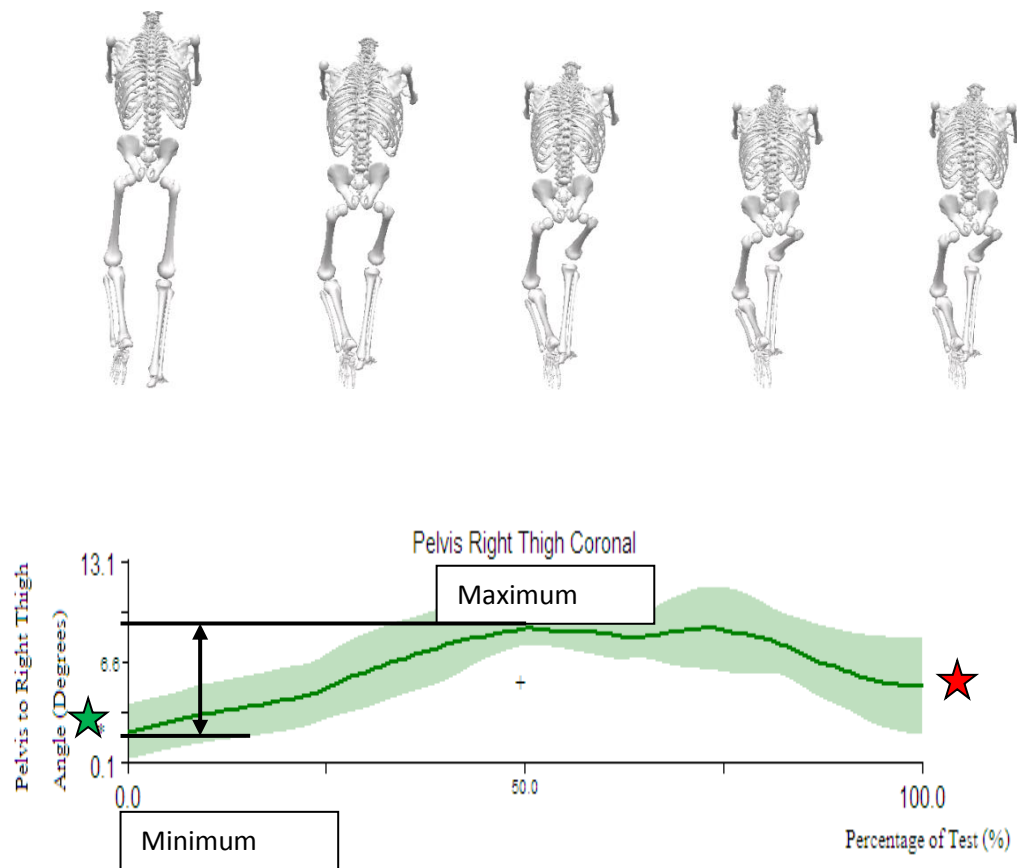 Pelvis Right Thigh Coronal
Pelvis to Right Thigh
Angle (Degrees)
13.1
6.6
*
0.1
Maximum
+
0.0
50.0
100.0
Minimum
Percentage of Test (%)